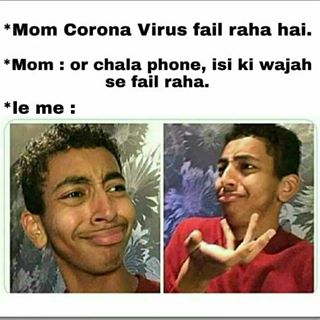 *Mom Corona Virus fail raha hai.
*Mom : or chala phone, isi ki wajah
se fail raha.
*le me :